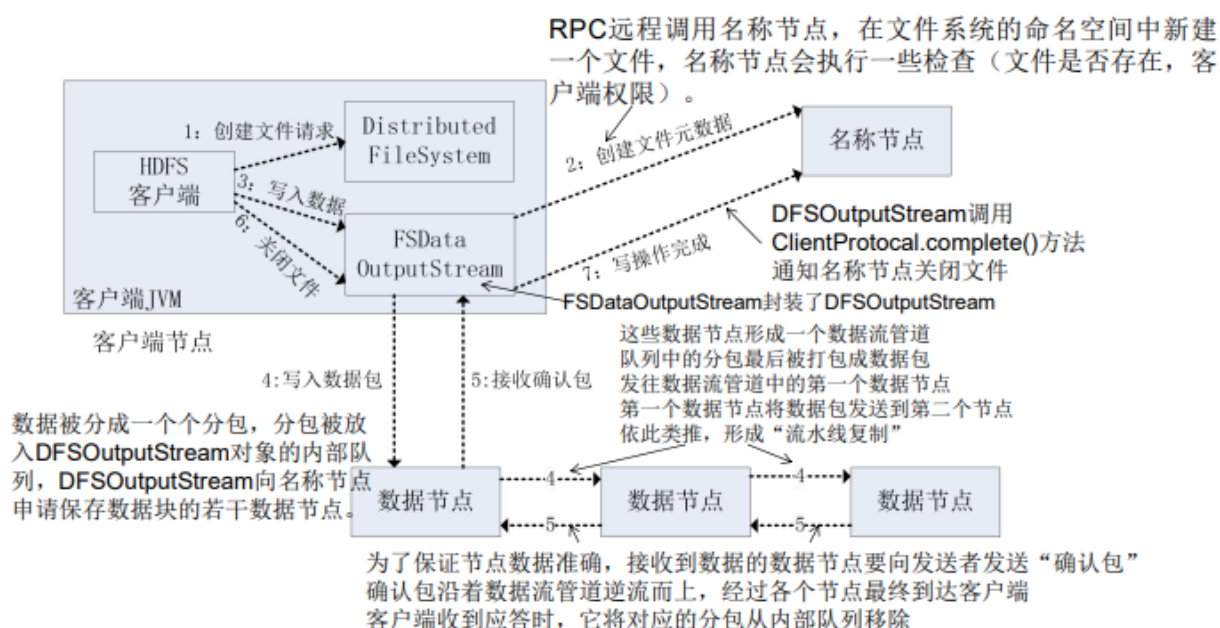 RPC远程调用名称节点，在文件系统的命名空间中新建
一个文件，名称节点会执行一些检查（文件是否存在，客
户端权限）。
1：创建文件请求
Distributed
FileSystem
HDFS
客户端
2：创建文件元数据
名称节点
3：写入数据
6：关闭文件
FSData
OutputStream
7：写操作完成
DFSOutputStream调用
ClientProtocal.complete()方法
通知名称节点关闭文件
客户端JVM
FSDataOutputStream封装了DFSOutputStream
客户端节点
这些数据节点形成一个数据流管道
队列中的分包最后被打包成数据包
发往数据流管道中的第一个数据节点
第一个数据节点将数据包发送到第二个节点
依此类推，形成“流水线复制”
4:写入数据包
5:接收确认包
数据被分成一个个分包，分包被放
入DFSOutputStream对象的内部队
列，DFSOutputStream向名称节点
申请保存数据块的若干数据节点。
数据节点
4
5
数据节点
4
5
数据节点
为了保证节点数据准确，接收到数据的数据节点要向发送者发送“确认包”
确认包沿着数据流管道逆流而上，经过各个节点最终到达客户端
客户端收到应答时，它将对应的分包从内部队列移除